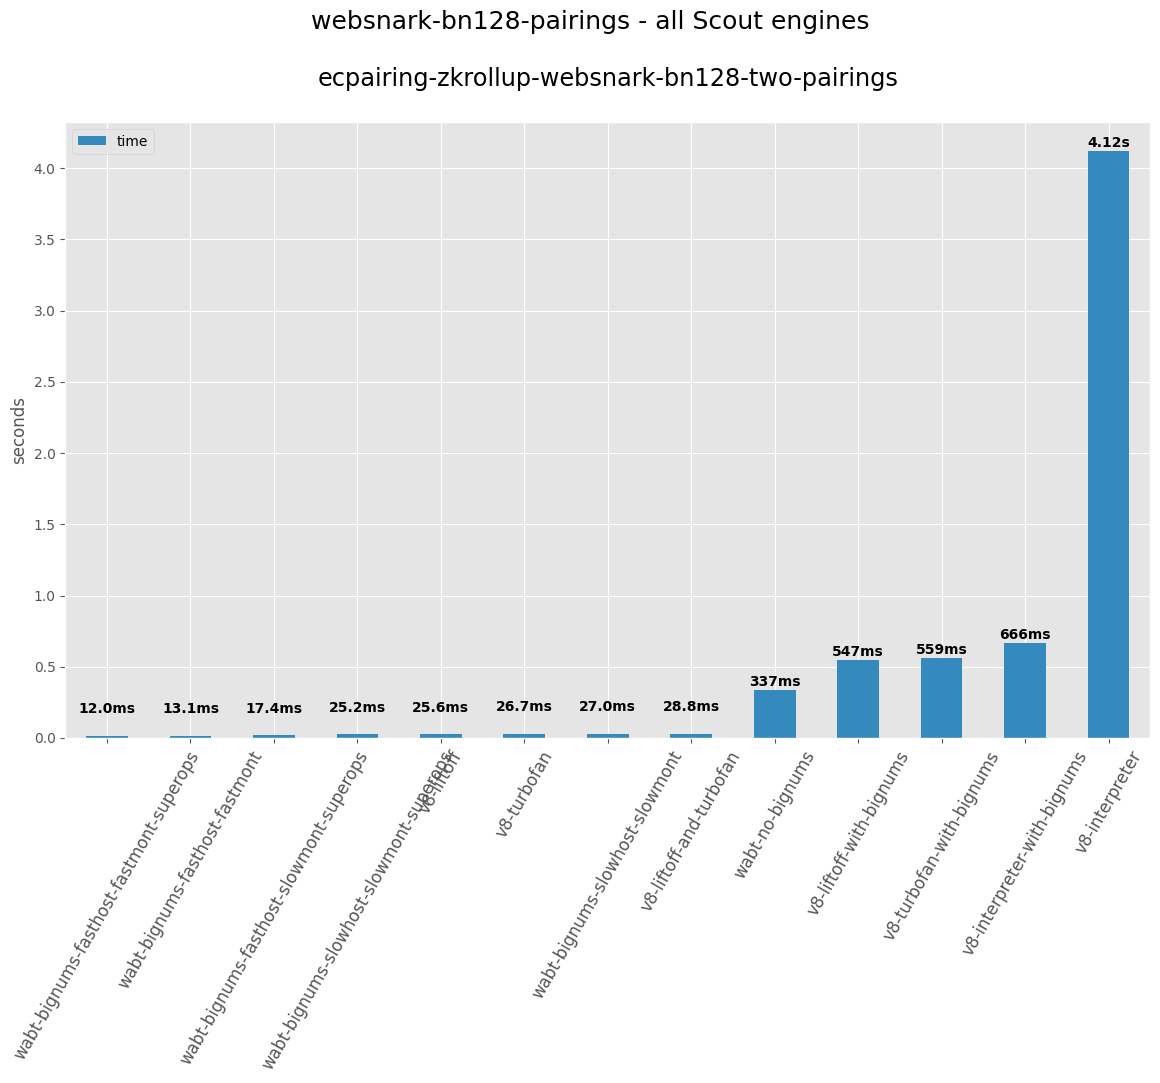 websnark-bn128-pairings - all Scout engines
ecpairing-zkrollup-websnark-bn128-two-pairings
time
seconds
4.0
3.5
3.0
2.5
2.0
1.5
1.0
0.5
0.0
12.0ms
13.1ms
17.4ms
25.2ms
25.6ms
26.7ms
27.0ms
28.8ms
337ms
547ms
559ms
666ms
4.12s
wabt-bignums-fasthost-fastmont-superops
wabt-bignums-fasthost-fastmont
wabt-bignums-fasthost-slowmont-superops
wabt-bignums-slowhost-slowmont-superops
v8-liftoff
v8-turbofan
wabt-bignums-slowhost-slowmont
v8-liftoff-and-turbofan
wabt-no-bignums
v8-liftoff-with-bignums
v8-turbofan-with-bignums
v8-interpreter-with-bignums
v8-interpreter